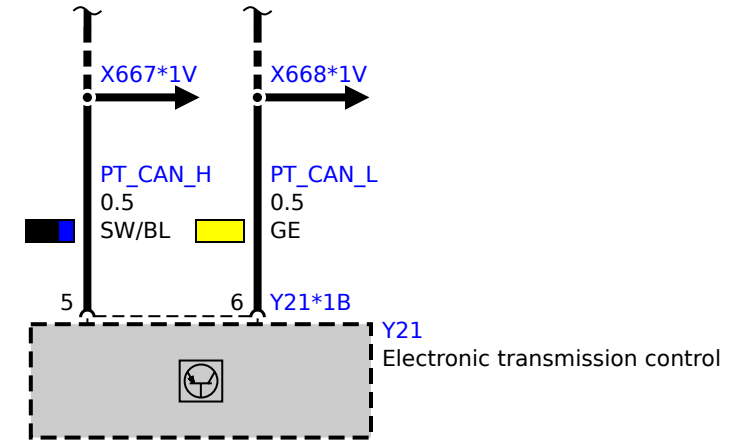 X667*1V
X668*1V
PT_CAN_H
0.5
SW/BL
PT_CAN_L
0.5
GE
5
6
Y21*1B
Y21
Electronic transmission control